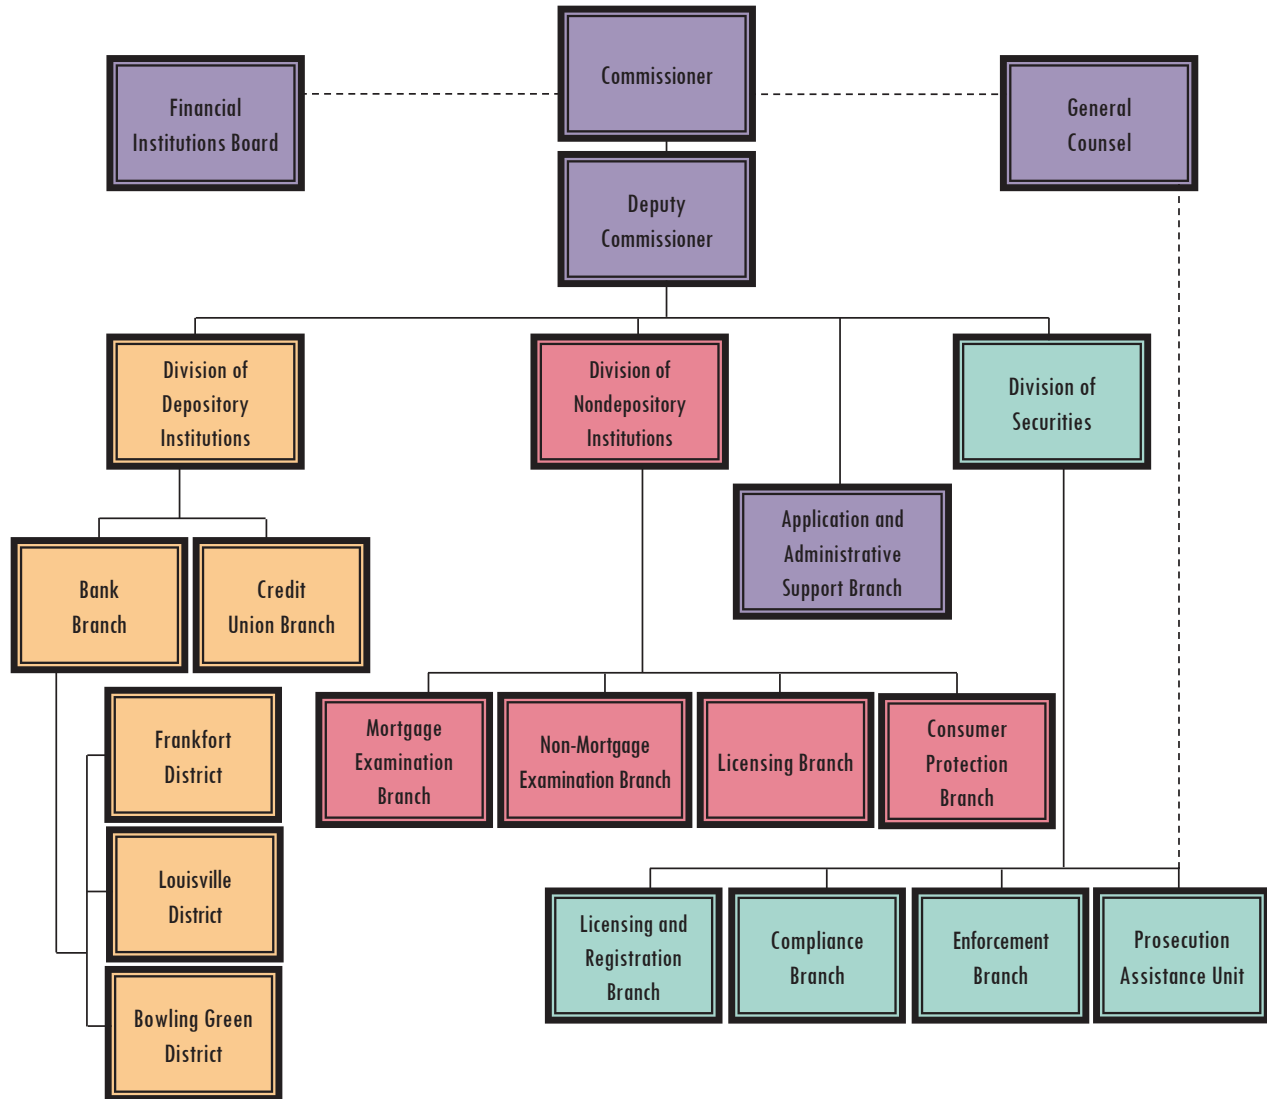 Commissioner
Financial
Institutions Board
General
Counsel
Deputy
Commissioner
Division of
Depository
Institutions
Division of
Nondepository
Institutions
Division of
Securities
Application and
Administrative
Support Branch
Bank
Branch
Credit
Union Branch
Frankfort
District
Louisville
District
Bowling Green
District
Mortgage
Examination
Branch
Non-Mortgage
Examination Branch
Licensing Branch
Consumer
Protection
Branch
Licensing and
Registration
Branch
Compliance
Branch
Enforcement
Branch
Prosecution
Assistance Unit